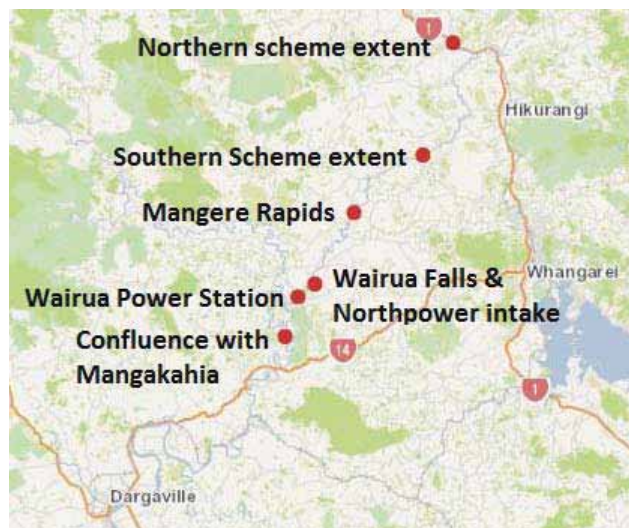 1
Northern scheme extent
Hikurangi
Southern Scheme extent
Mangere Rapids
Wairua Falls &
Northpower intake
Whangarei
Wairua Power Station
Confluence with
Mangakahia
14
1
Dargaville